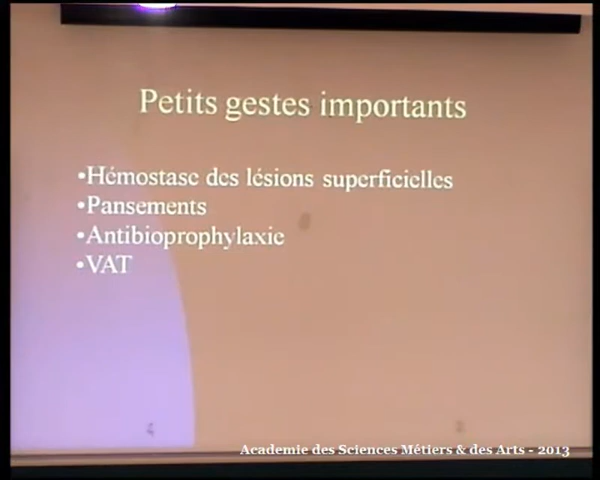 Petits gestes importants
•Hémostase des lésions superficielles
•Pansements
•Antibioprophylaxie
•VAT
Academie des Sciences Métiers & des Arts - 2013